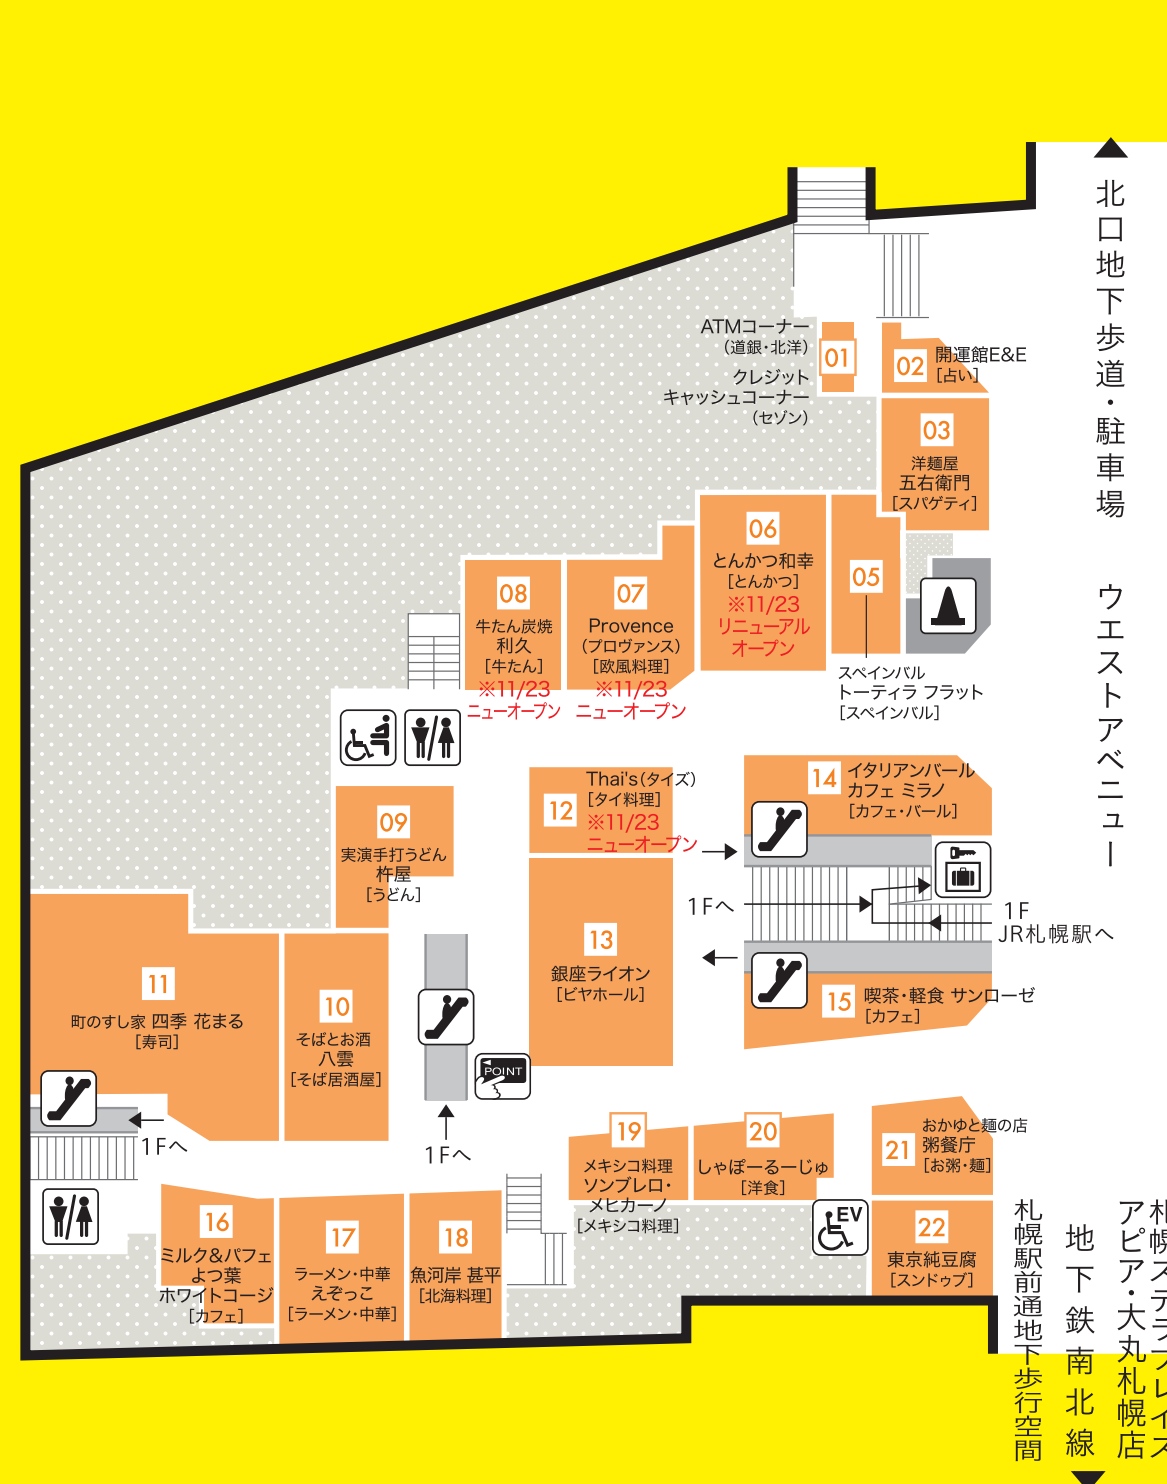 北口地下歩道・駐車場
ウエストアベニュー
ATMコーナー
(道銀・北洋)
クレジット
キャッシュコーナー
(セゾン)
01
02
開運館E&E
[占い]
03
洋麺屋
五右衛門
[スパゲティ]
05
スペインバル
トーティラ フラット
[スペインバル]
06
とんかつ和幸
[とんかつ]
※11/23
リニューアル
オープン
07
Provence
(プロヴァンス)
[欧風料理]
※11/23
ニューオープン
08
牛たん炭焼
利久
[牛たん]
※11/23
ニューオープン
09
実演手打うどん
杵屋
[うどん]
12
Thai's(タイズ)
[タイ料理]
※11/23
ニューオープン
14
イタリアンバール
カフェ ミラノ
[カフェ・バール]
1Fへ
1F
JR札幌駅へ
13
銀座ライオン
[ビヤホール]
15
喫茶・軽食 サンローゼ
[カフェ]
11
町のすし家 四季 花まる
[寿司]
10
そばとお酒
八雲
[そば居酒屋]
POINT
1Fへ
1Fへ
19
メキシコ料理
ソンブレロ・
メヒカーノ
[メキシコ料理]
20
しゃぽーるーじゅ
[洋食]
21
おかゆと麺の店
粥餐庁
[お粥・麺]
EV
22
東京純豆腐
[スンドゥブ]
16
ミルク&パフェ
よつ葉
ホワイトコージ
[カフェ]
17
ラーメン・中華
えぞっこ
[ラーメン・中華]
18
魚河岸 甚平
[北海料理]
札幌ステラプレイス
アピア・大丸札幌店
地下鉄南北線
札幌駅前通地下歩行空間